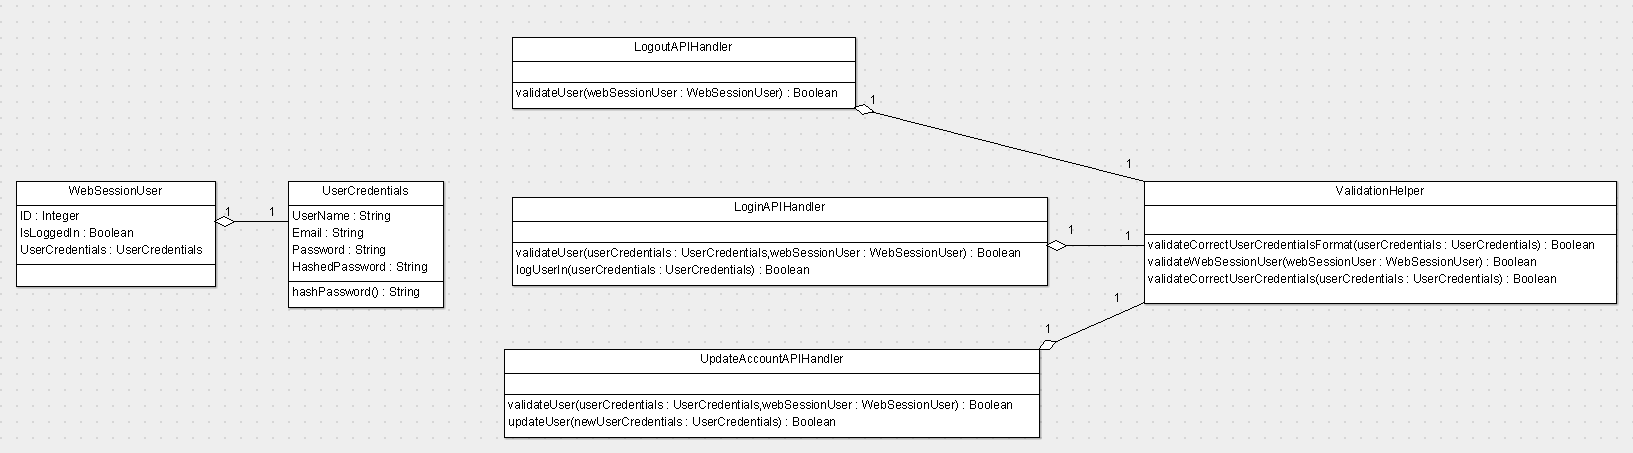 LogoutAPIHandler
validateUser(webSessionUser : WebSessionUser) : Boolean
1
1
WebSessionUser
ID : Integer
IsLoggedIn : Boolean
UserCredentials : UserCredentials
1
1
UserCredentials
UserName : String
Email : String
Password : String
HashedPassword : String
hashPassword() : String
LoginAPIHandler
validateUser(userCredentials : UserCredentials,webSessionUser : WebSessionUser) : Boolean
logUserIn(userCredentials : UserCredentials) : Boolean
1
1
ValidationHelper
validateCorrectUserCredentialsFormat(userCredentials : UserCredentials) : Boolean
validateWebSessionUser(webSessionUser : WebSessionUser) : Boolean
validateCorrectUserCredentials(userCredentials : UserCredentials) : Boolean
1
1
UpdateAccountAPIHandler
validateUser(userCredentials : UserCredentials,webSessionUser : WebSessionUser) : Boolean
updateUser(newUserCredentials : UserCredentials) : Boolean